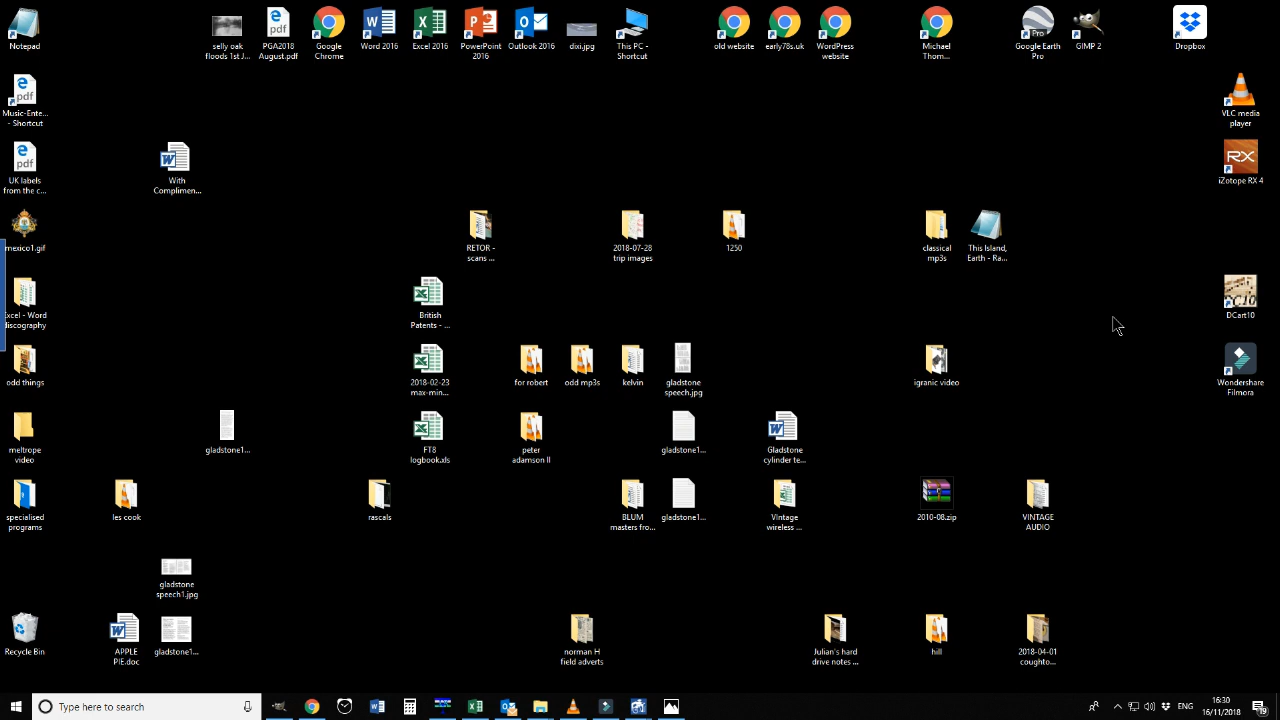 Notepad
selly oak
floods 1st J...
PGA2018
August.pdf
Google
Chrome
Word 2016
Excel 2016
PowerPoint
2016
Outlook 2016
dixi.jpg
This PC -
Shortcut
old website
early78s.uk
WordPress
website
Michael
Thom...
Google Earth
Pro
GIMP 2
Dropbox
Music-Ente...
- Shortcut
VLC media
player
UK labels
from the c...
With
Complimen...
iZotope RX 4
mexico1.gif
RETOR -
scans ...
2018-07-28
trip images
1250
classical
mp3s
This Island,
Earth - Ra...
Excel - Word
discography
British
Patents - ...
DCart10
odd things
2018-02-23
max-min...
for robert
odd mp3s
kelvin
gladstone
speech.jpg
igranic video
Wondershare
Filmora
meltrope
video
gladstone1...
FT8
logbook.xls
peter
adamson II
gladstone1...
Gladstone
cylinder te...
specialised
programs
les cook
rascals
BLUM
masters fro...
gladstone1...
Vintage
wireless ...
2010-08.zip
VINTAGE
AUDIO
gladstone
speech1.jpg
Recycle Bin
APPLE
PIE.doc
gladstone1...
norman H
field adverts
Julian's hard
drive notes ...
hill
2018-04-01
coughto...
Type here to search
ENG
16:30
16/11/2018